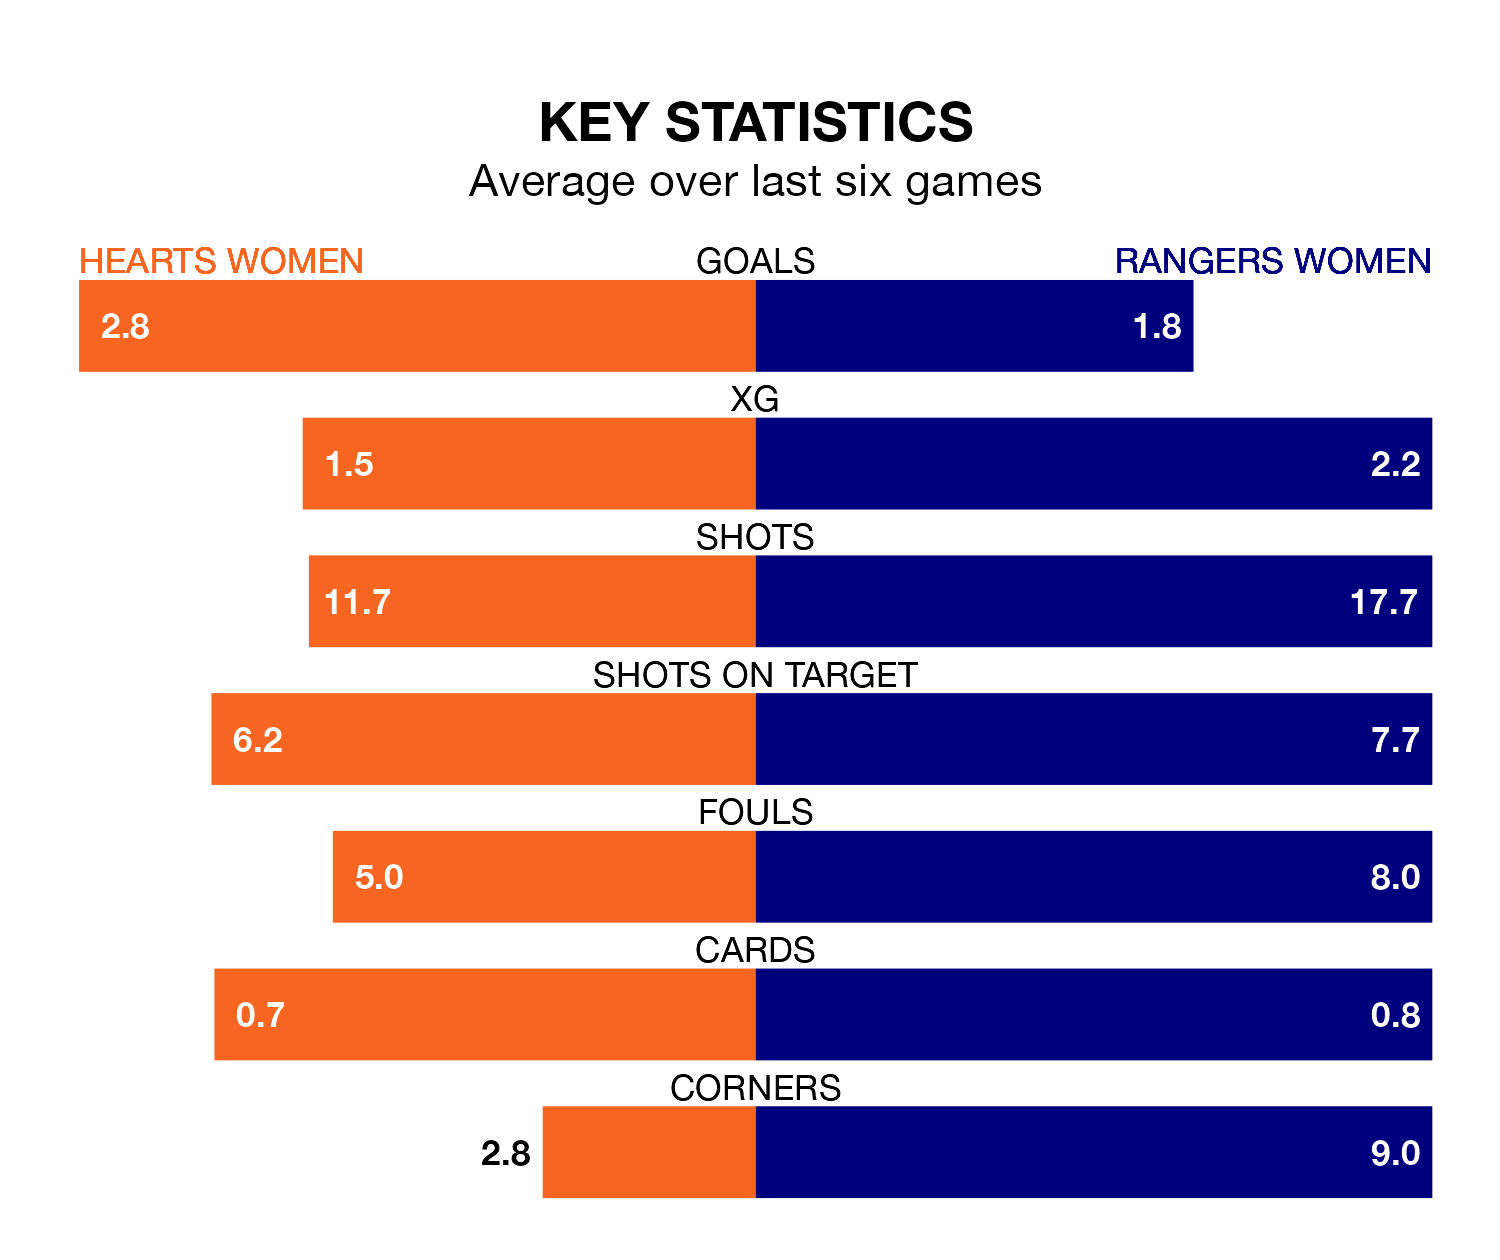 KEY STATISTICS
Average over last six games
HEARTS WOMEN GOALS RANGERS WOMEN
2.8 1.8
XG
1.5 2.2
SHOTS
11.7 17.7
SHOTS ON TARGET
6.2 7.7
FOULS
5.0 8.0
CARDS
0.7 0.8
CORNERS
2.8 9.0